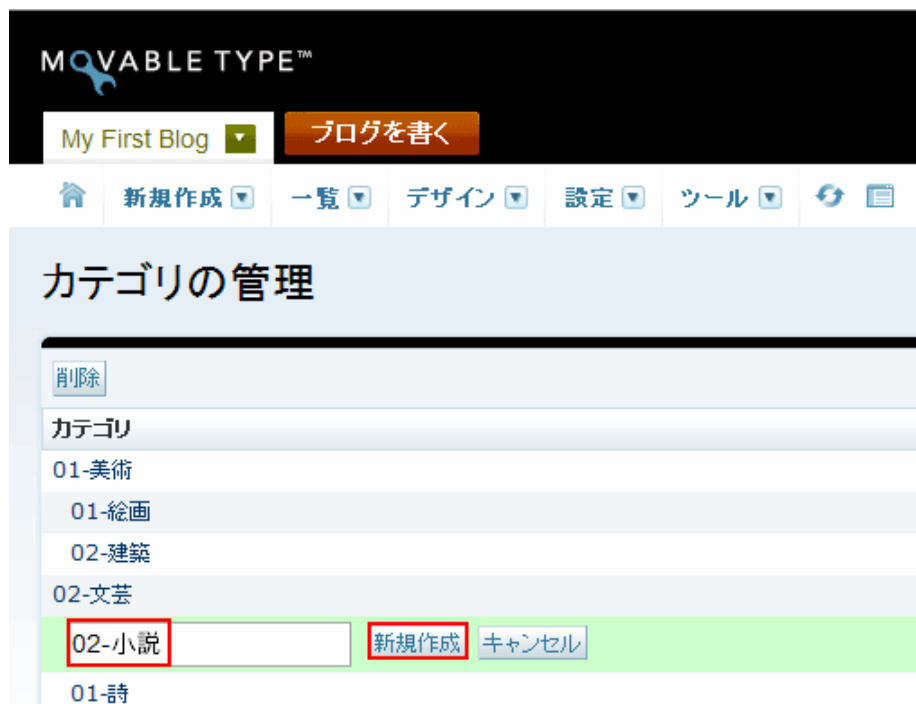 MOVABLE TYPE™
My First Blog ブログを書く
新規作成 一覧 デザイン 設定 ツール
カテゴリの管理
削除
カテゴリ
01-美術
01-絵画
02-建築
02-文芸
02-小説 新規作成 キャンセル
01-詩